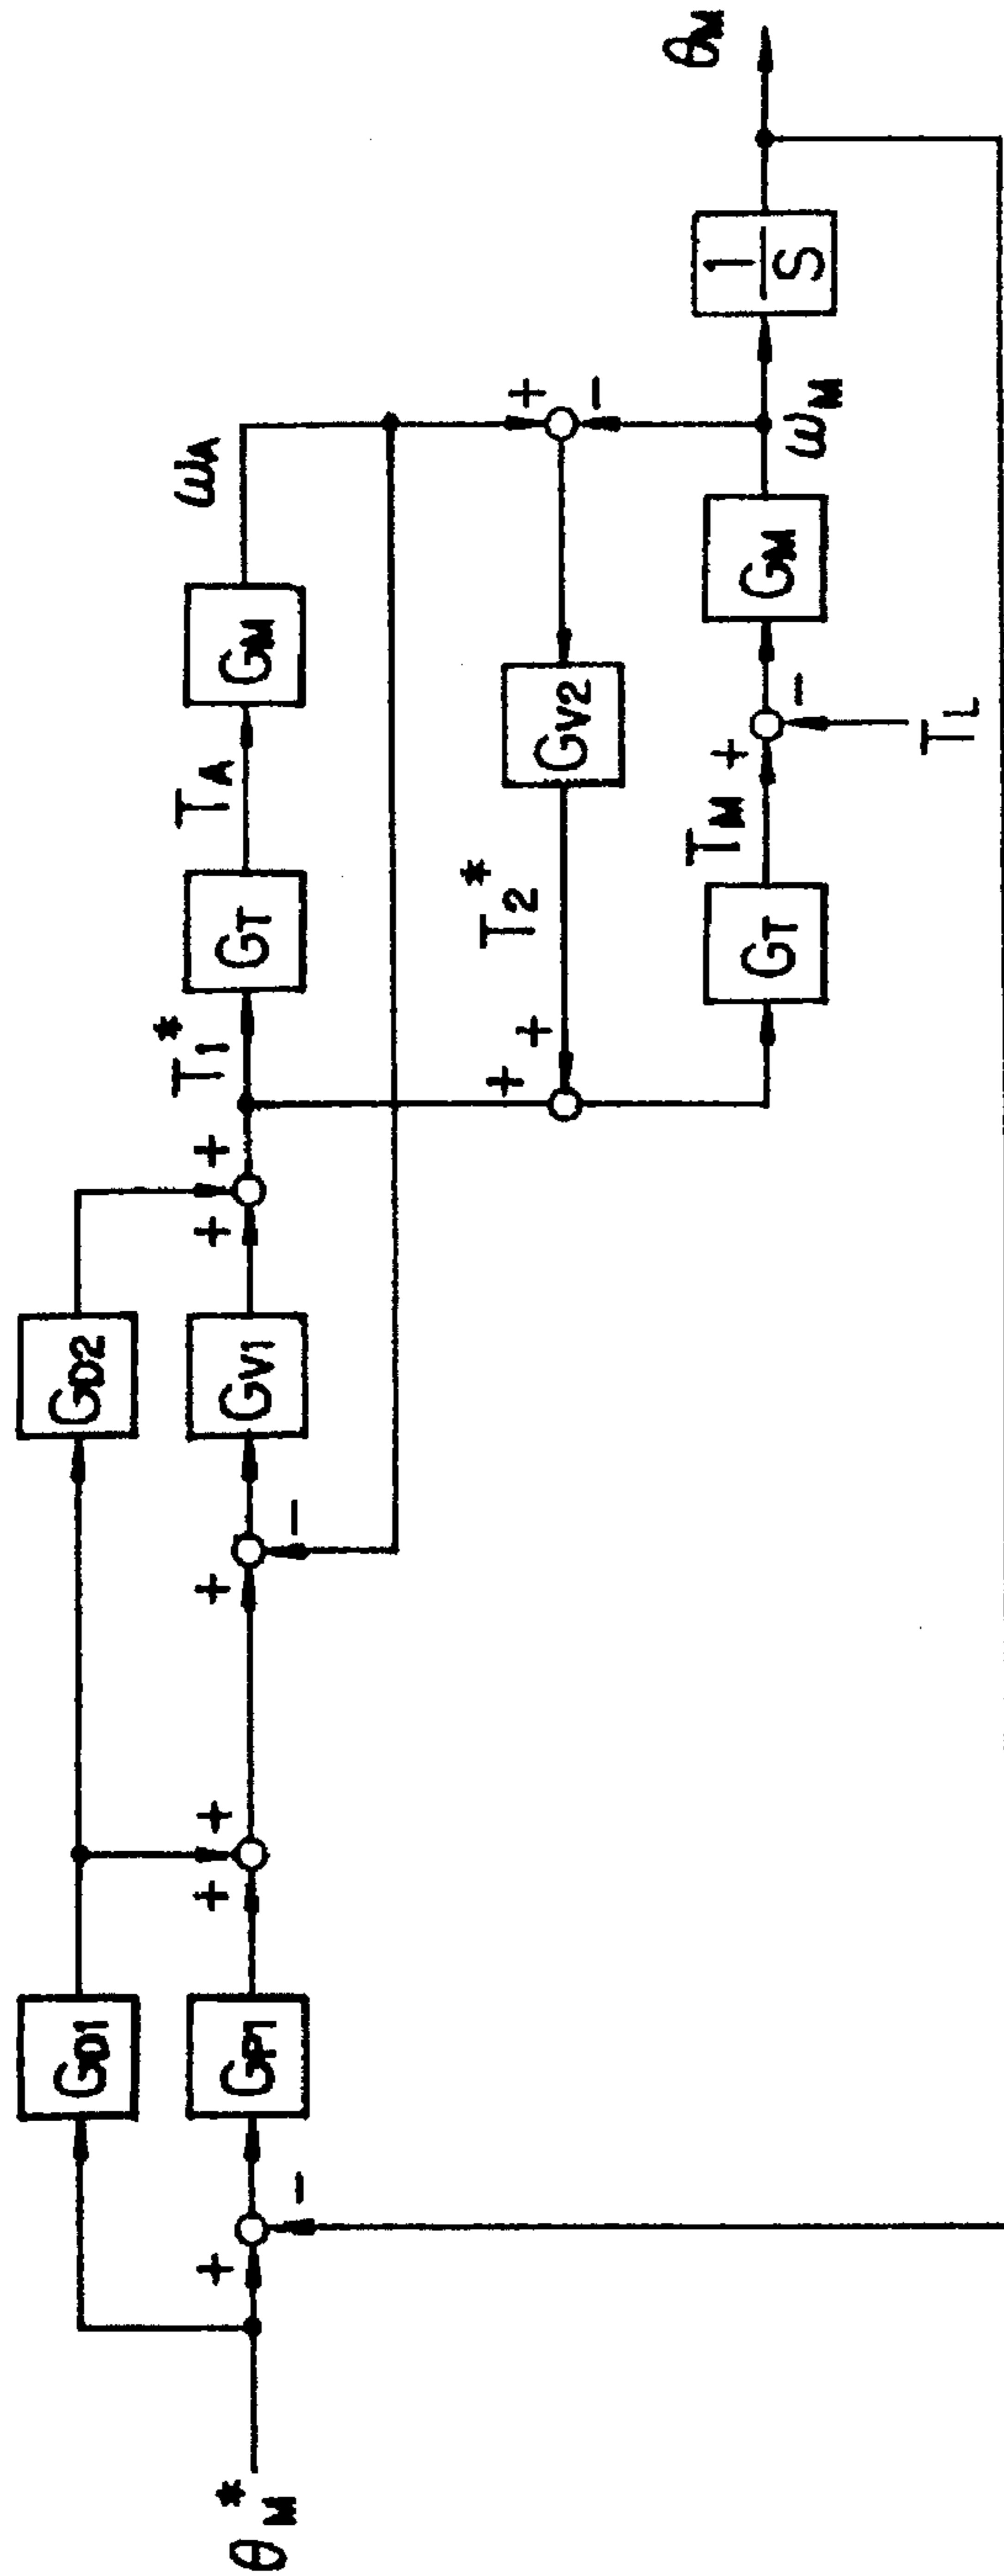 θM*
+
-
GD1
GP1
+
+
+
-
GD2
GV1
+
+
T1*
GT
TA
GM
ωA
+
+
T2*
GV2
+
-
GT
TM
+
-
TL
GM
ωM
1
S
θM